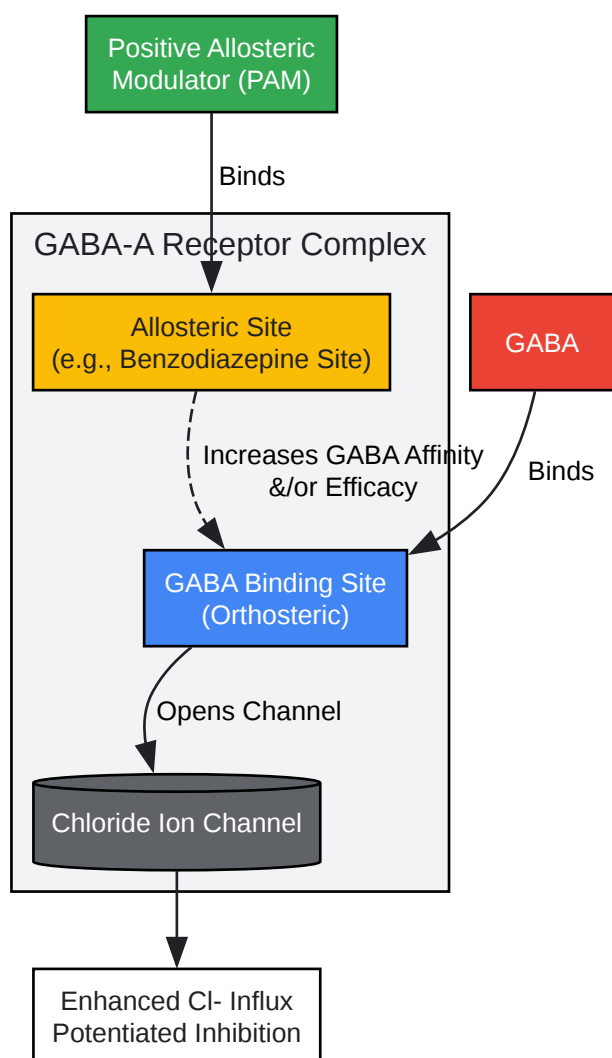 Positive Allosteric
Modulator (PAM)
Binds
GABA-A Receptor Complex
Allosteric Site
(e.g., Benzodiazepine Site)
GABA
Increases GABA Affinity
&/or Efficacy
Binds
GABA Binding Site
(Orthosteric)
Opens Channel
Chloride Ion Channel
Enhanced Cl- Influx
Potentiated Inhibition